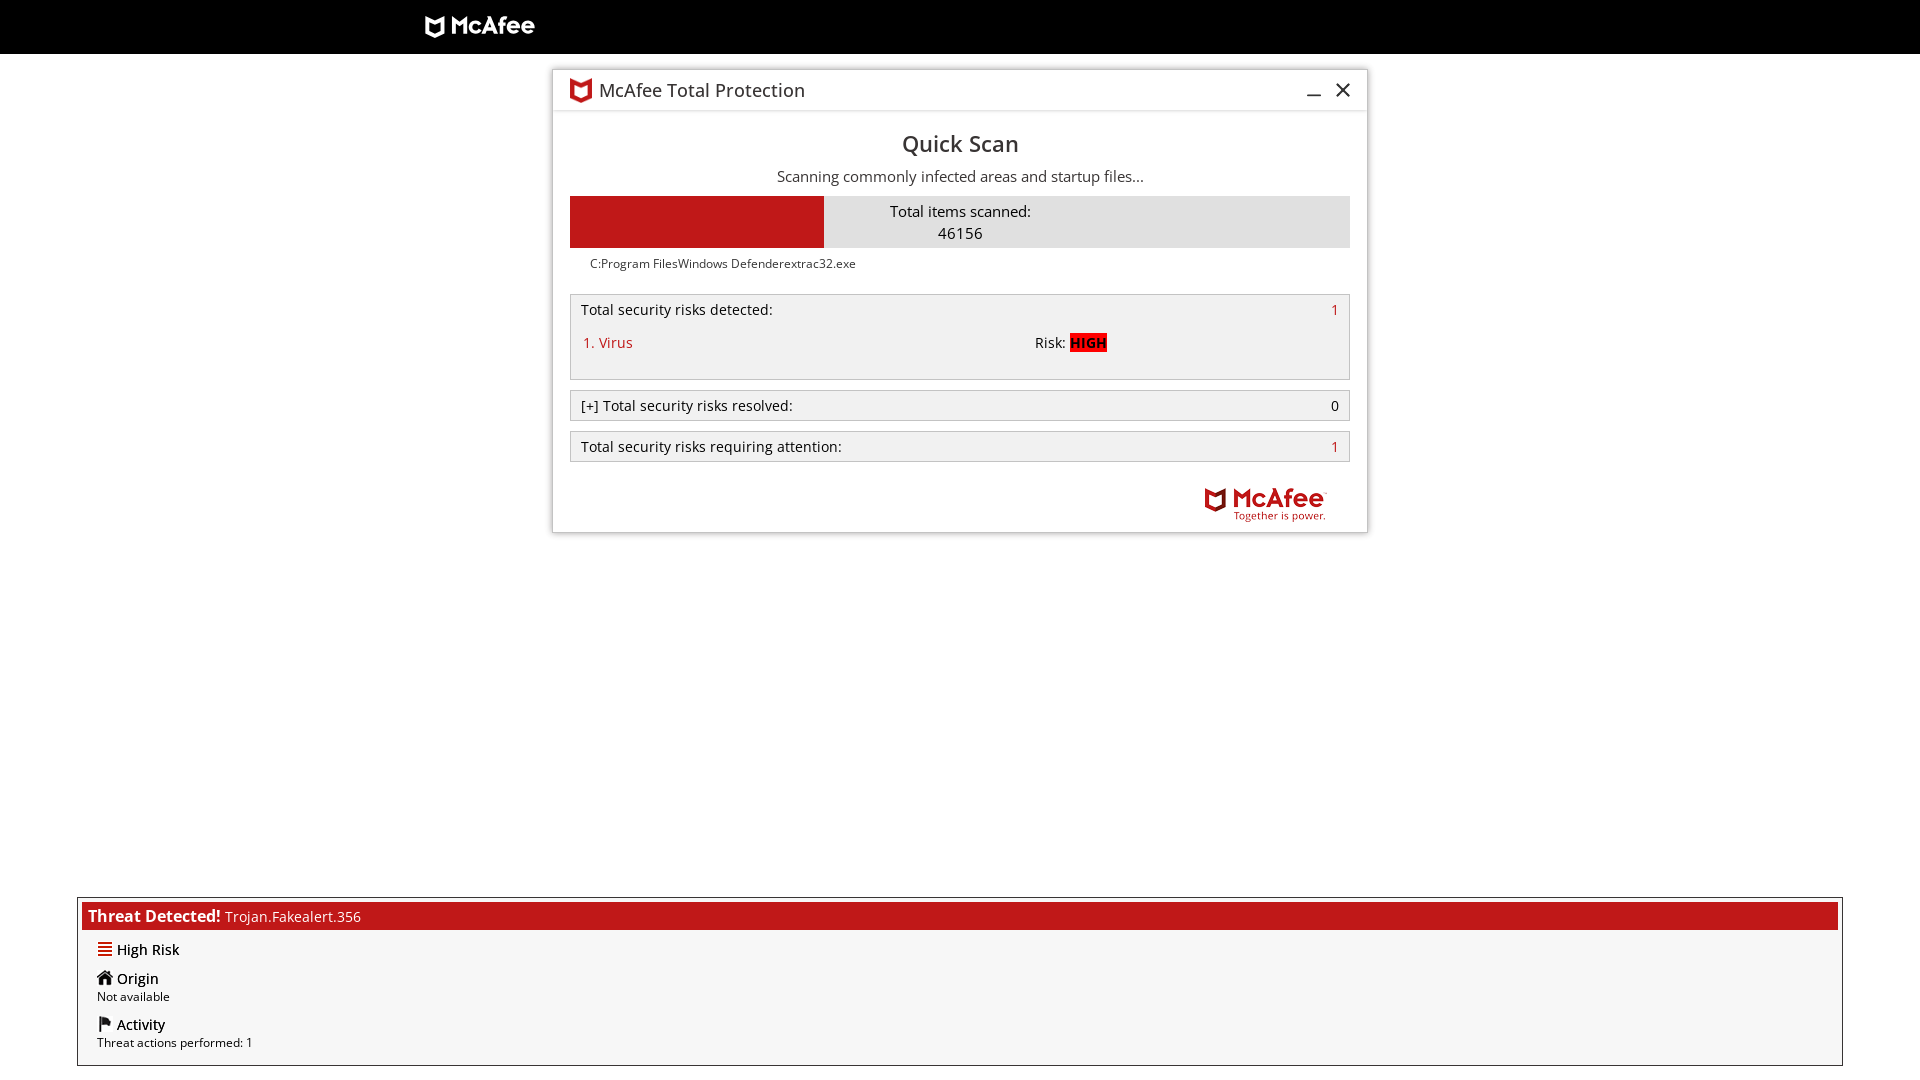 McAfee
McAfee Total Protection
Quick Scan
Scanning commonly infected areas and startup files...
Total items scanned:
46156
C:Program FilesWindows Defenderextrac32.exe
Total security risks detected: 1
1. Virus Risk: HIGH
[+] Total security risks resolved: 0
Total security risks requiring attention: 1
McAfee
Together is power.
Threat Detected! Trojan.Fakealert.356
High Risk
Origin
Not available
Activity
Threat actions performed: 1